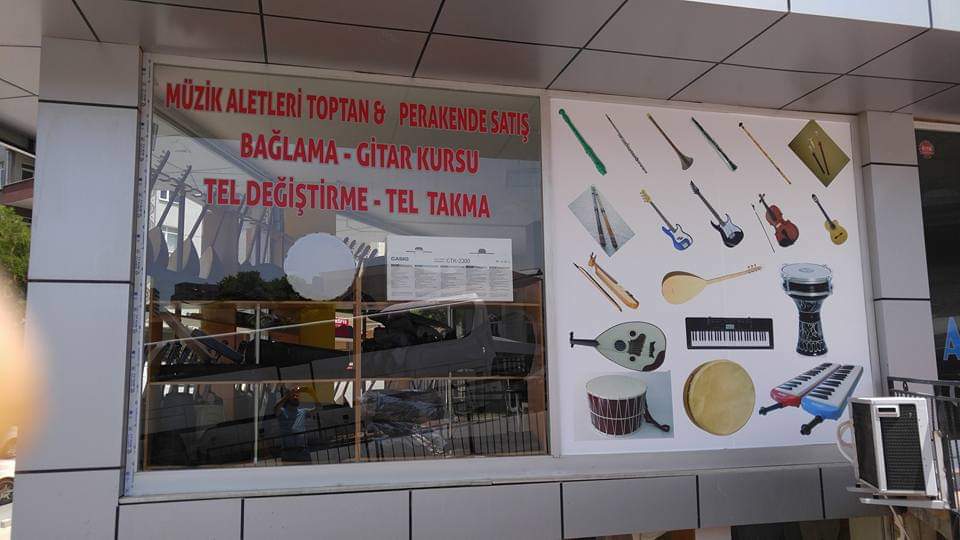 MÜZİK ALETLERİ TOPTAN & PERAKENDE SATIŞ
BAĞLAMA - GİTAR KURSU
TEL DEĞİŞTİRME - TEL TAKMA
CASIO CTK-2300